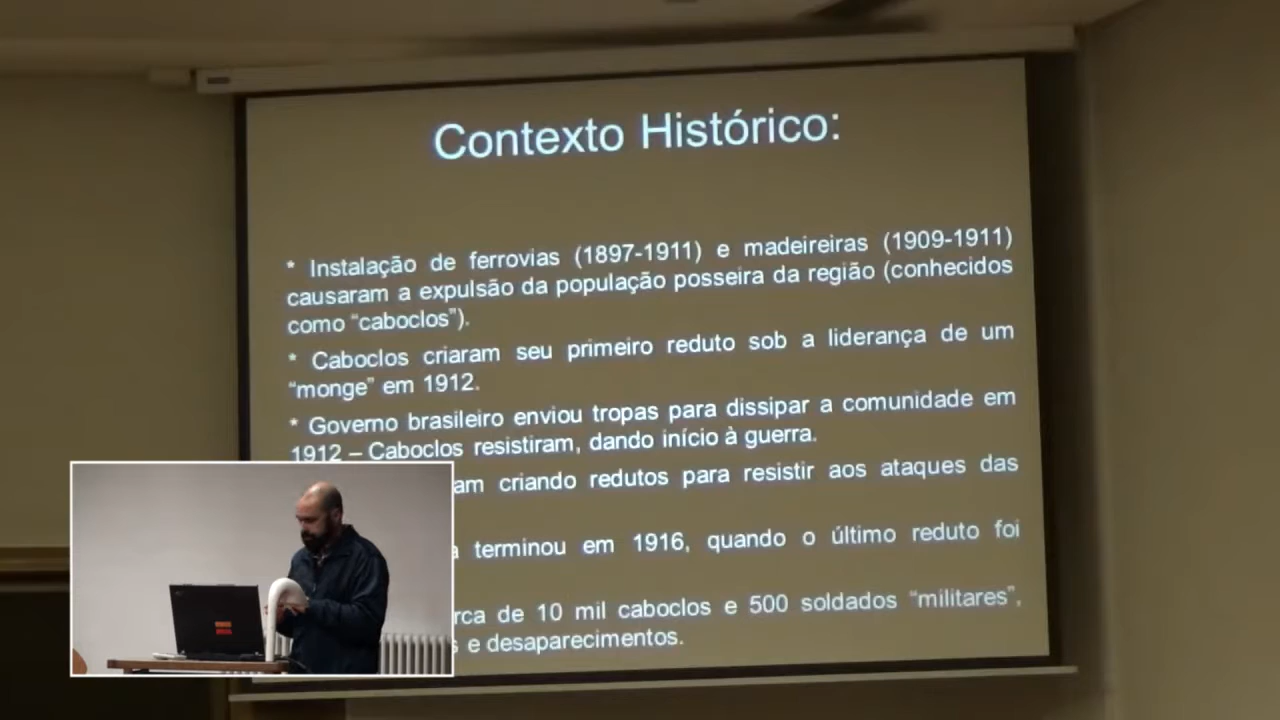 Contexto Histórico:
* Instalação de ferrovias (1897-1911) e madeireiras (1909-1911)
causaram a expulsão da população posseira da região (conhecidos
como “caboclos”).
* Caboclos criaram seu primeiro reduto sob a liderança de um
“monge” em 1912.
* Governo brasileiro enviou tropas para dissipar a comunidade em
1912 – Caboclos resistiram, dando início à guerra.
criando redutos para resistir aos ataques das
terminou em 1916, quando o último reduto foi
de 10 mil caboclos e 500 soldados “militares”,
e desaparecimentos.